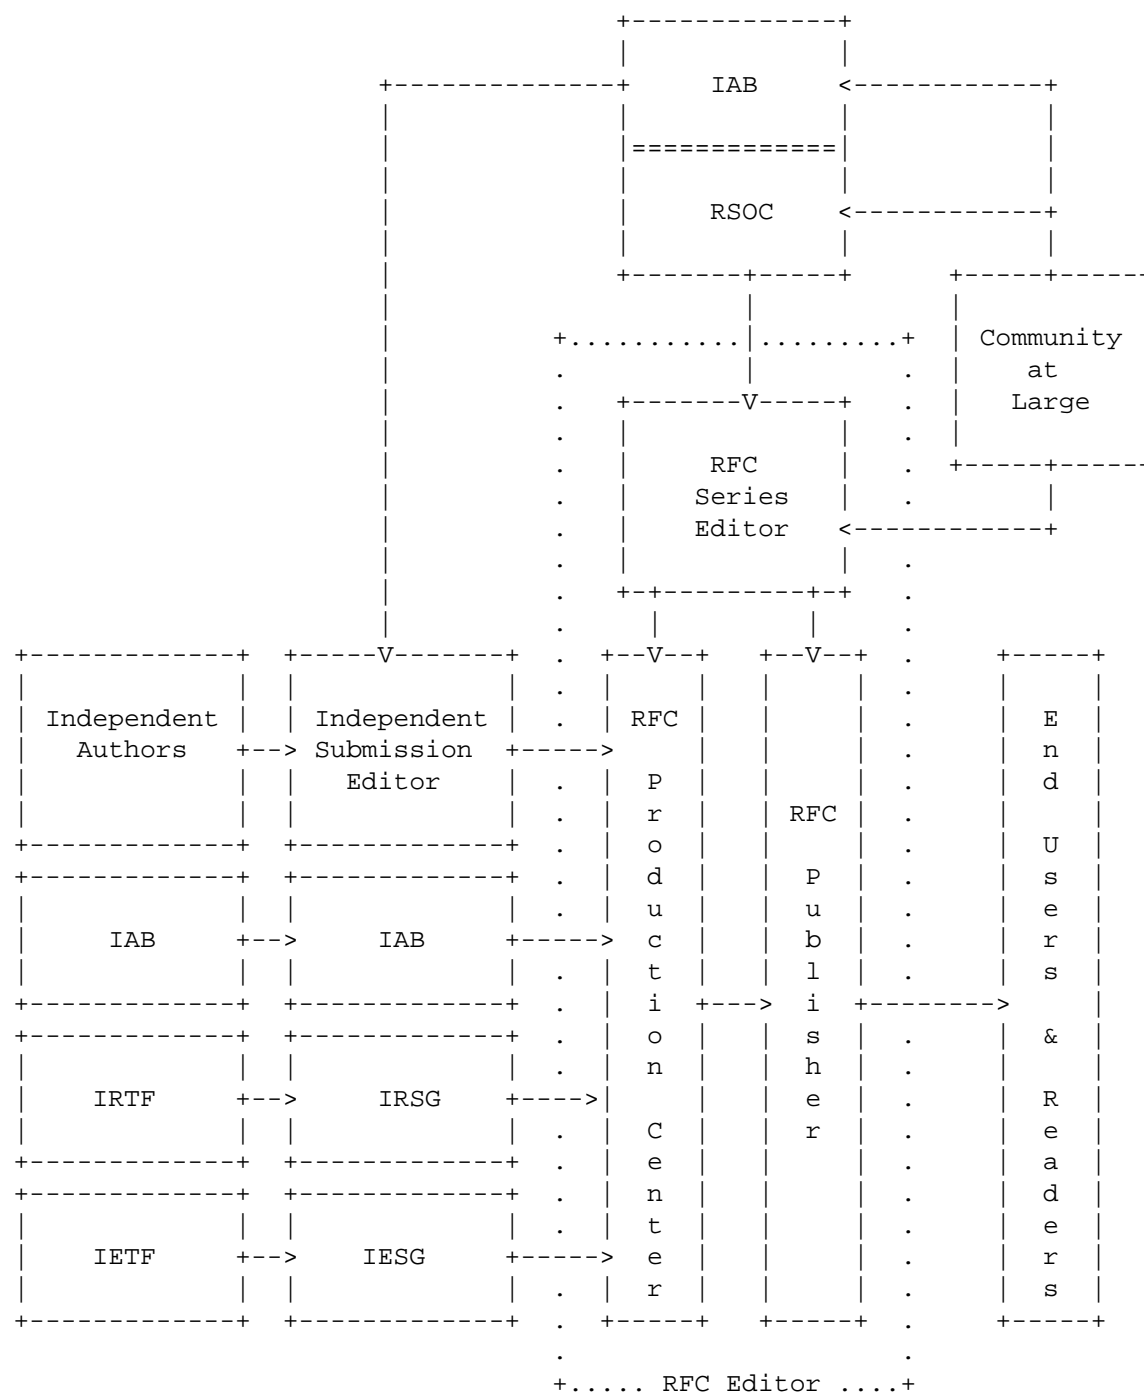 IAB
RSOC
Community
at
Large
RFC
Series
Editor
Independent
Authors
Independent
Submission
Editor
RFC
Production
Center
RFC
Publisher
End
Users
&
Readers
IAB
IAB
IRTF
IRSG
IETF
IESG
RFC Editor